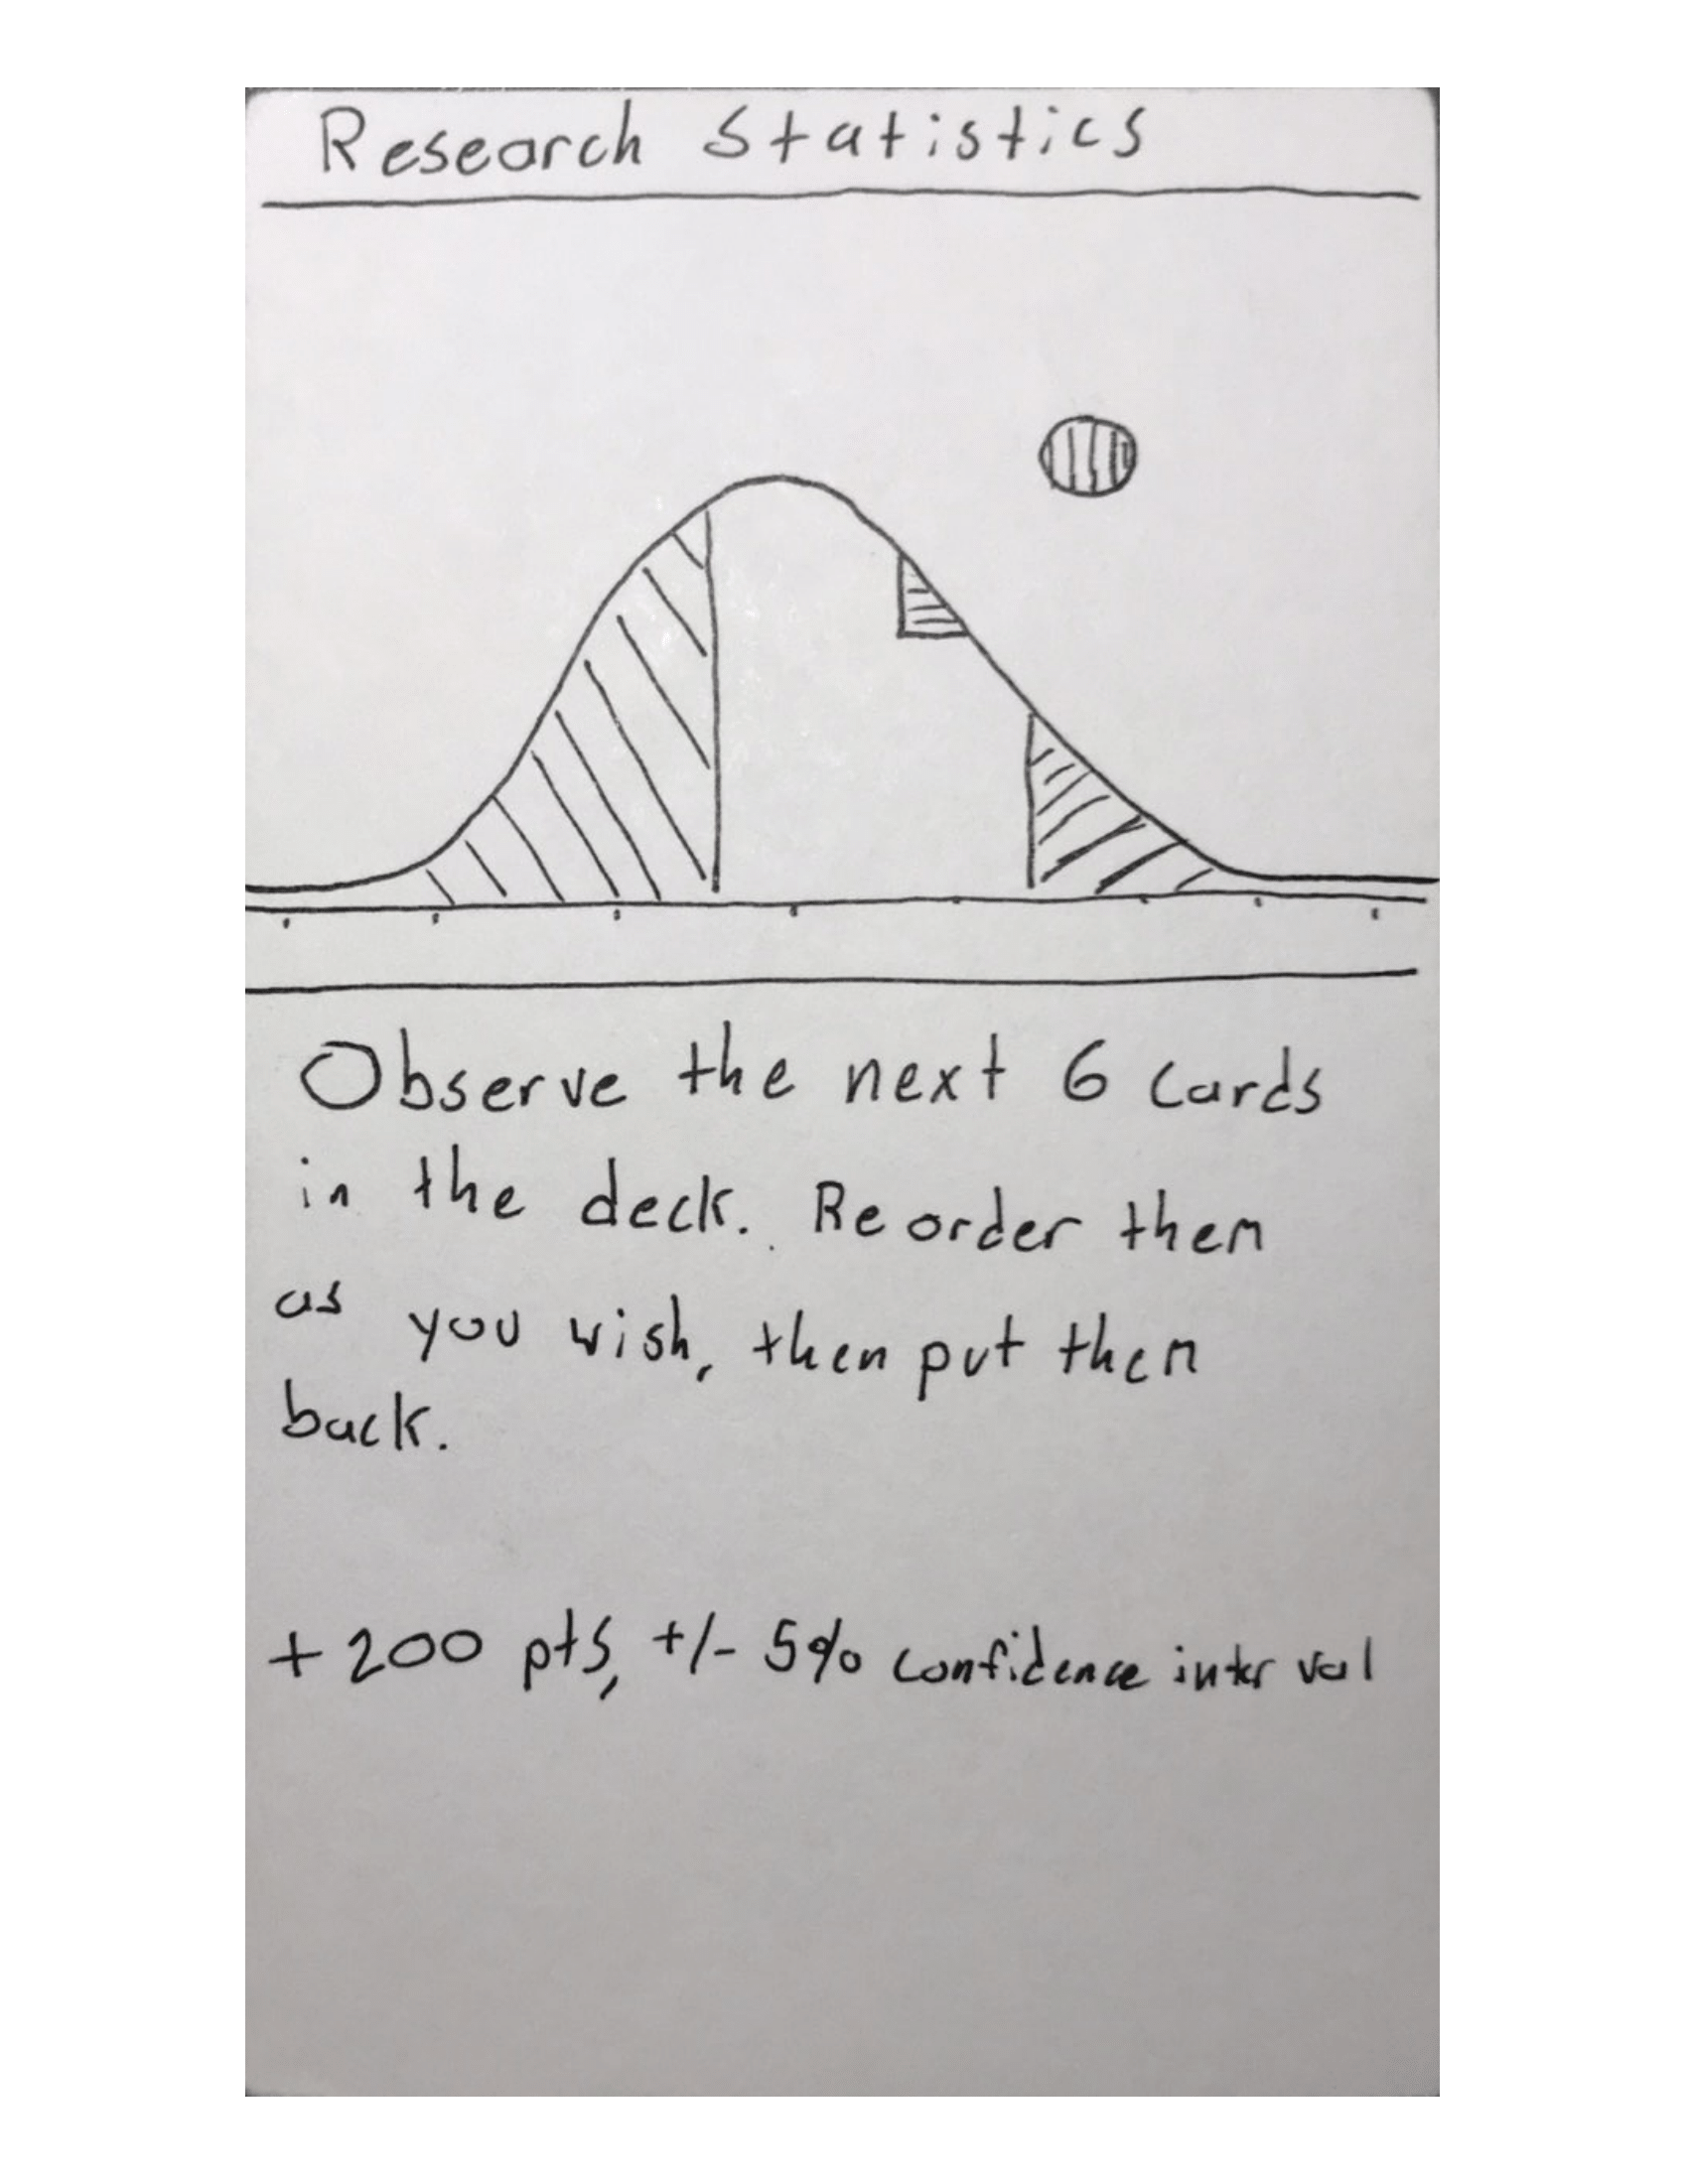 Research Statistics
Observe the next 6 cards
in the deck. Reorder them
as you wish, then put them
back.
+200 pts, +/- 5% confidence interval